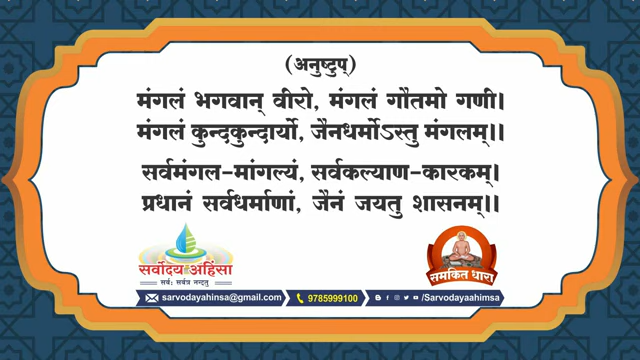 (अनुष्टुप्)
मंगलं भगवान् वीरो, मंगलं गौतमो गणी।
मंगलं कुन्दकुन्दार्यो, जैनधर्मोऽस्तु मंगलम्।।
सर्वमंगल-मांगल्यं, सर्वकल्याण-कारकम्।
प्रधानं सर्वधर्माणां, जैनं जयतु शासनम्।।
सर्वोदय अहिंसा
सर्वः सर्वत्र नन्दतु
समकित धारा
sarvodayahinsa@gmail.com 9785999100 /Sarvodayaahimsa